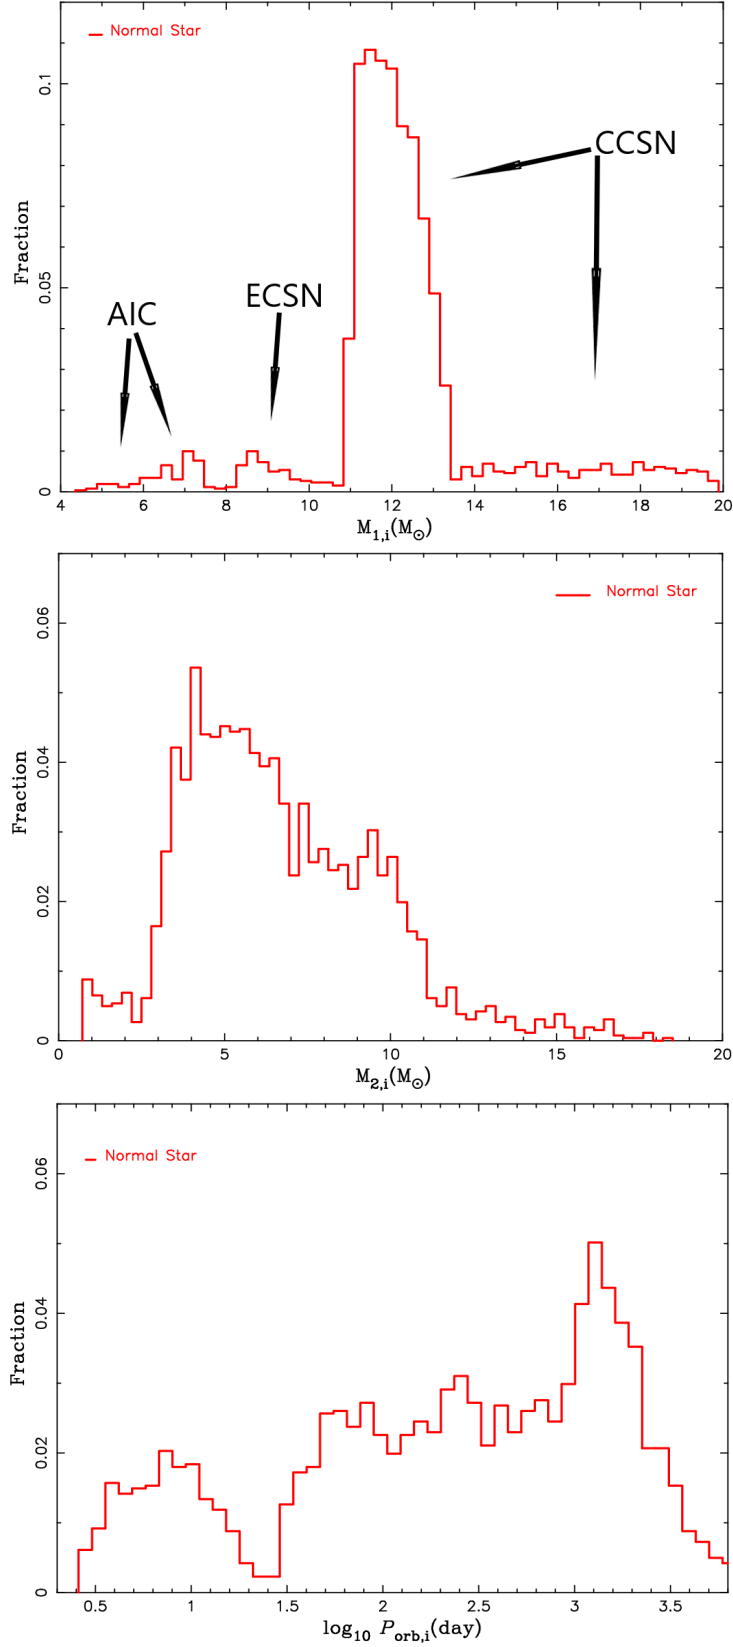 Normal Star
CCSN
ECSN
AIC
Fraction
0 0.05 0.1
4 6 8 10 12 14 16 18 20
M1,i(M⊙)
Normal Star
Fraction
0 0.02 0.04 0.06
0 5 10 15 20
M2,i(M⊙)
Normal Star
Fraction
0 0.02 0.04 0.06
0.5 1 1.5 2 2.5 3 3.5
log10 Porb,i(day)